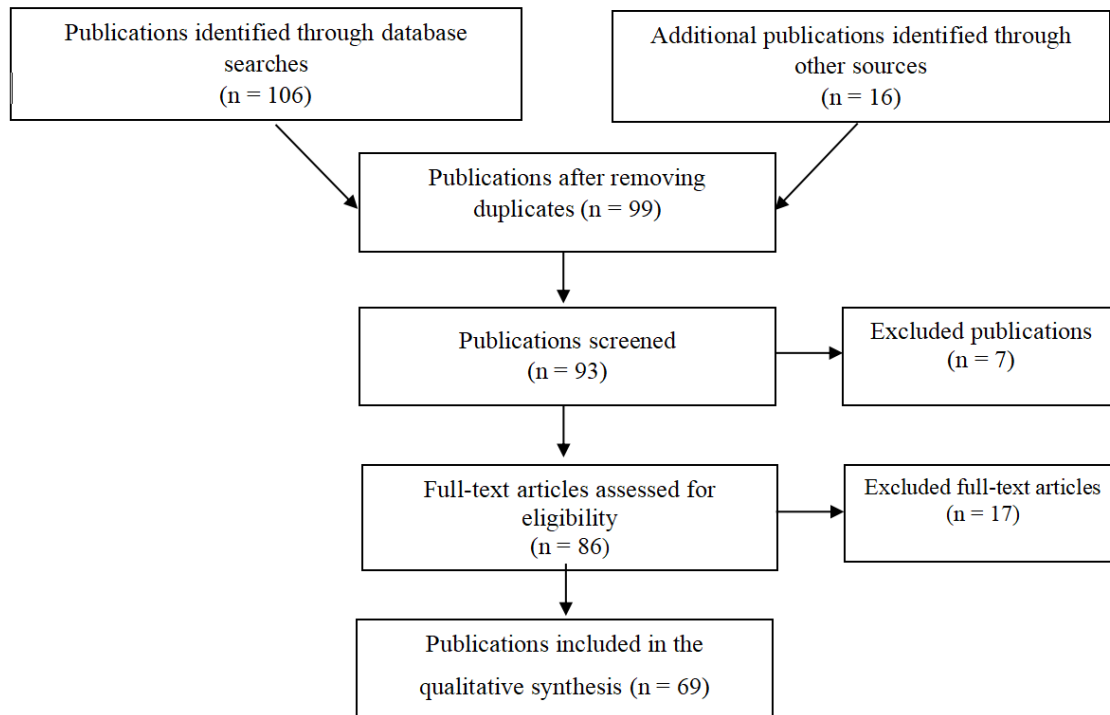 Publications identified through database
searches
(n = 106)
Additional publications identified through
other sources
(n = 16)
Publications after removing
duplicates (n = 99)
Publications screened
(n = 93)
Excluded publications
(n = 7)
Full-text articles assessed for
eligibility
(n = 86)
Excluded full-text articles
(n = 17)
Publications included in the
qualitative synthesis (n = 69)